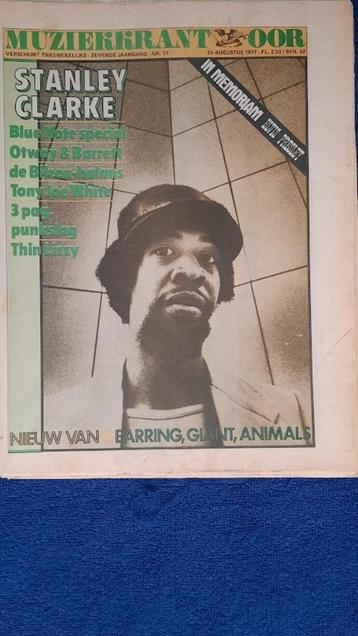 MUZIEKKRANT OOR
VERSCHIJNT TWEEWEKELIJKS - ZEVENDE JAARGANG - NR. 17
24 AUGUSTUS 1977 - FL. 2,50 / BFR. 42
IN MEMORIAM ELVIS PRESLEY
STANLEY
CLARKE
Blue Note special
Otway & Barrett
de Bilzen-balans
Tony Joe White
3 pag.
punkslag
Thin Lizzy
NIEUW VAN EARRING, GIANT, ANIMALS